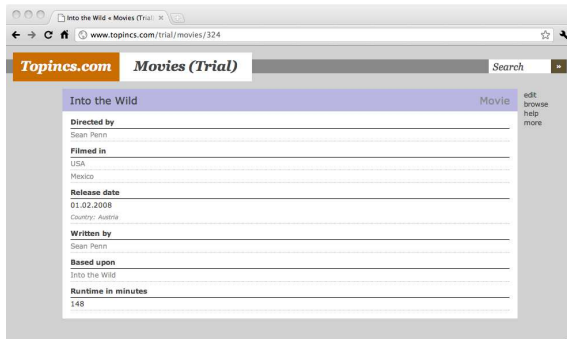 Into the Wild « Movies (Trial)
www.topincs.com/trial/movies/324
Topincs.com Movies (Trial) Search »
Into the Wild Movie
edit
browse
help
more
Directed by
Sean Penn
Filmed in
USA
Mexico
Release date
01.02.2008
Country: Austria
Written by
Sean Penn
Based upon
Into the Wild
Runtime in minutes
148